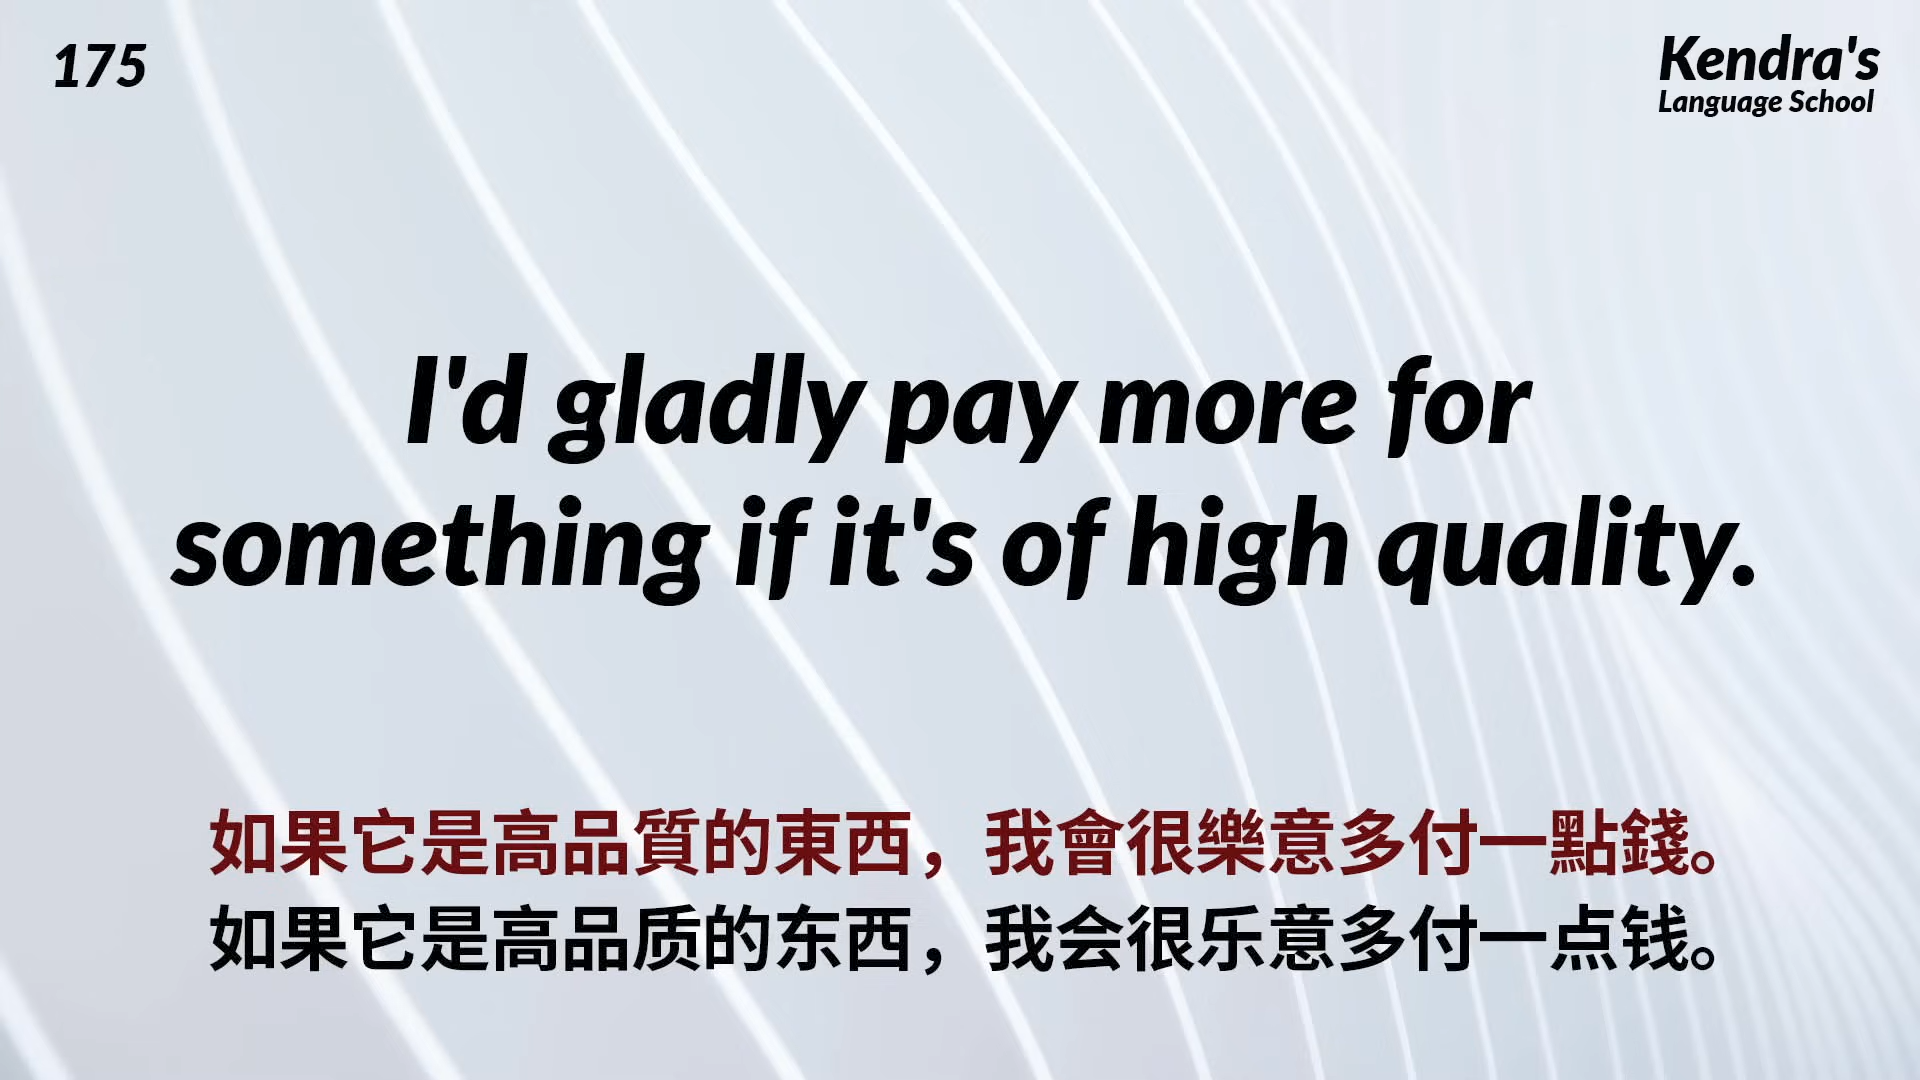 175
Kendra's
Language School
I'd gladly pay more for
something if it's of high quality.
如果它是高品質的東西，我會很樂意多付一點錢。
如果它是高品质的东西，我会很乐意多付一点钱。